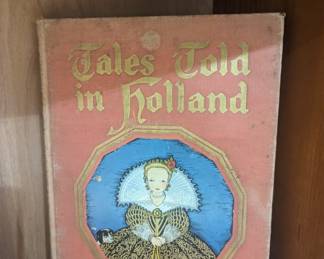 Tales Told
in Holland